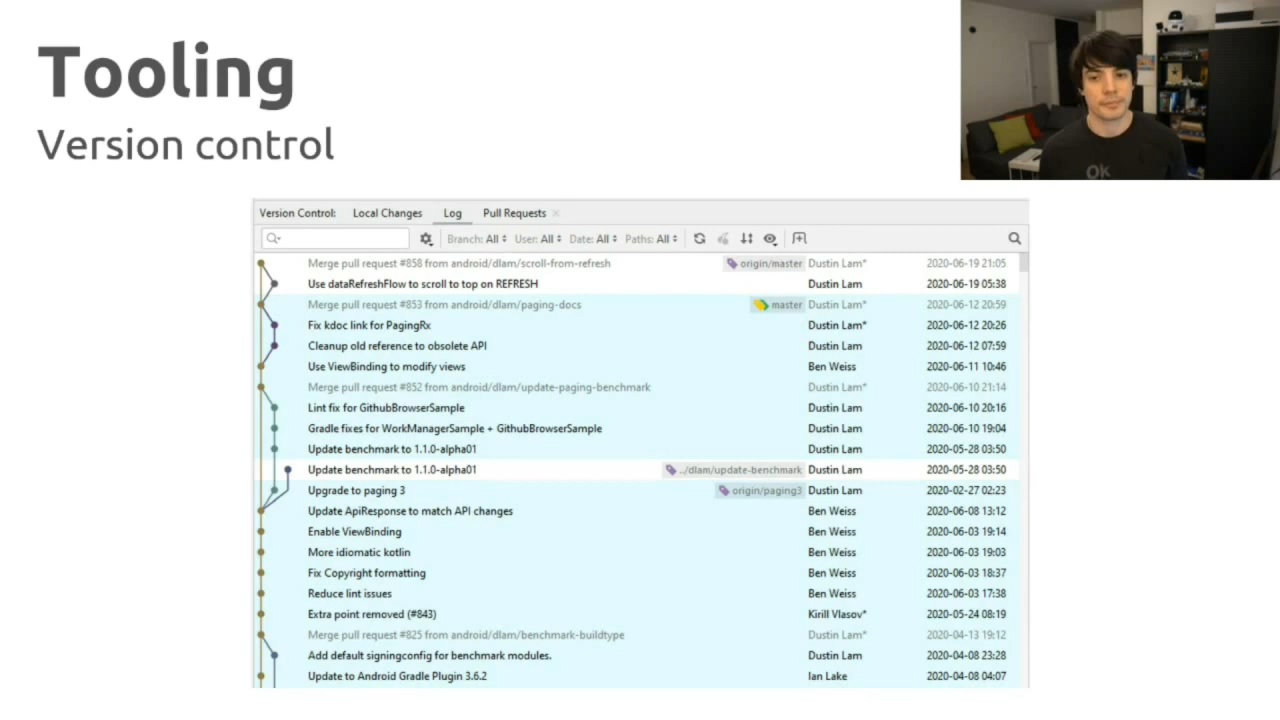 Tooling
Version control
Ok
Version Control: Local Changes Log Pull Requests ×
Branch: All User: All Date: All Paths: All
Merge pull request #858 from android/dlam/scroll-from-refresh origin/master Dustin Lam* 2020-06-19 21:05
Use dataRefreshFlow to scroll to top on REFRESH Dustin Lam 2020-06-19 05:38
Merge pull request #853 from android/dlam/paging-docs master Dustin Lam* 2020-06-12 20:59
Fix kdoc link for PagingRx Dustin Lam* 2020-06-12 20:26
Cleanup old reference to obsolete API Dustin Lam 2020-06-12 07:59
Use ViewBinding to modify views Ben Weiss 2020-06-11 10:46
Merge pull request #852 from android/dlam/update-paging-benchmark Dustin Lam* 2020-06-10 21:14
Lint fix for GithubBrowserSample Dustin Lam 2020-06-10 20:16
Gradle fixes for WorkManagerSample + GithubBrowserSample Dustin Lam 2020-06-10 19:04
Update benchmark to 1.1.0-alpha01 Dustin Lam 2020-05-28 03:50
Update benchmark to 1.1.0-alpha01 ../dlam/update-benchmark Dustin Lam 2020-05-28 03:50
Upgrade to paging 3 origin/paging3 Dustin Lam 2020-02-27 02:23
Update ApiResponse to match API changes Ben Weiss 2020-06-08 13:12
Enable ViewBinding Ben Weiss 2020-06-03 19:14
More idiomatic kotlin Ben Weiss 2020-06-03 19:03
Fix Copyright formatting Ben Weiss 2020-06-03 18:37
Reduce lint issues Ben Weiss 2020-06-03 17:38
Extra point removed (#843) Kirill Vlasov* 2020-05-24 08:19
Merge pull request #825 from android/dlam/benchmark-buildtype Dustin Lam* 2020-04-13 19:12
Add default signingconfig for benchmark modules. Dustin Lam 2020-04-08 23:28
Update to Android Gradle Plugin 3.6.2 Ian Lake 2020-04-08 04:07